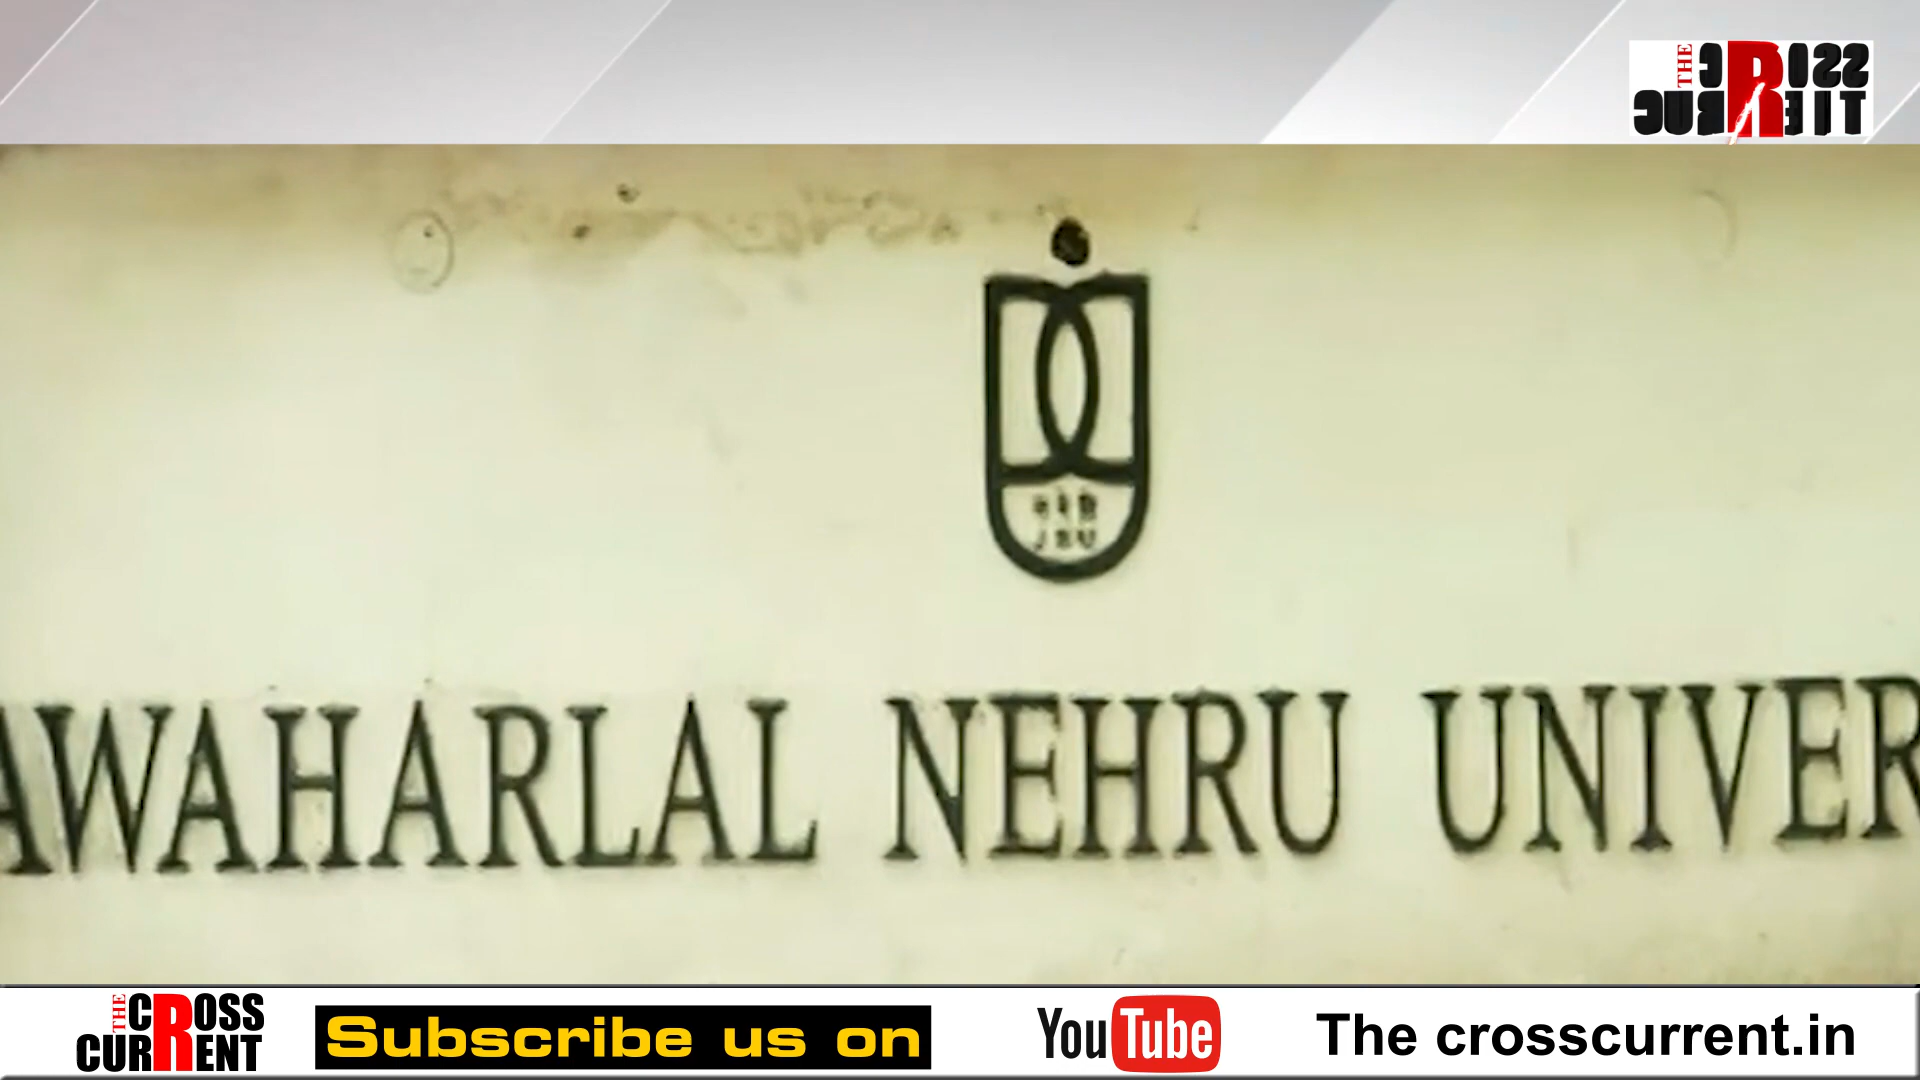 THE CROSS
CURRENT
AWAHARLAL NEHRU UNIVER
THE CROSS
CURRENT
Subscribe us on
YouTube
The crosscurrent.in